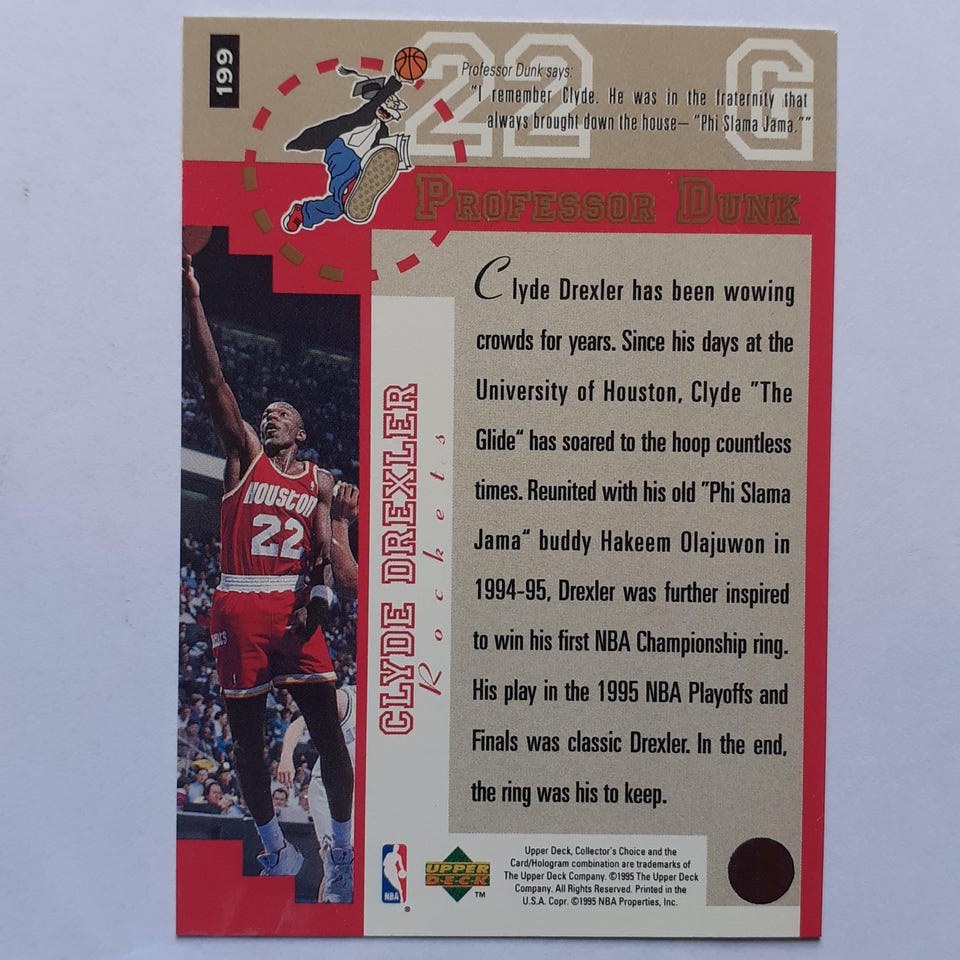 199
22 G
Professor Dunk says:
"I remember Clyde. He was in the fraternity that
always brought down the house— "Phi Slama Jama.""
PROFESSOR DUNK
HOUSTON
22
CLYDE DREXLER
Rockets
Clyde Drexler has been wowing
crowds for years. Since his days at the
University of Houston, Clyde "The
Glide" has soared to the hoop countless
times. Reunited with his old "Phi Slama
Jama" buddy Hakeem Olajuwon in
1994-95, Drexler was further inspired
to win his first NBA Championship ring.
His play in the 1995 NBA Playoffs and
Finals was classic Drexler. In the end,
the ring was his to keep.
NBA
®
UPPER
DECK
™
Upper Deck, Collector's Choice and the
Card/Hologram combination are trademarks of
The Upper Deck Company. ©1995 The Upper Deck
Company. All Rights Reserved. Printed in the
U.S.A. Copr. ©1995 NBA Properties, Inc.